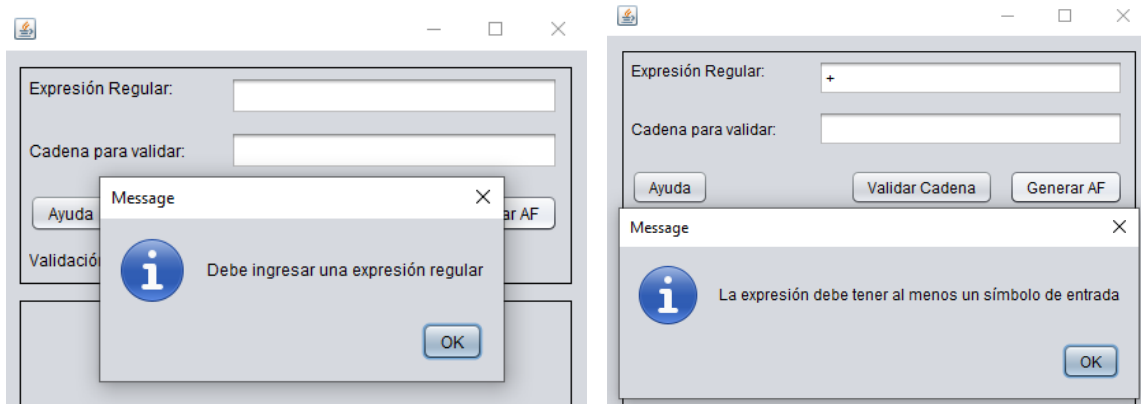 Expresión Regular:
Cadena para validar:
Ayuda
ar AF
Validació
Message
Debe ingresar una expresión regular
OK
Expresión Regular:
+
Cadena para validar:
Ayuda
Validar Cadena
Generar AF
Message
La expresión debe tener al menos un símbolo de entrada
OK